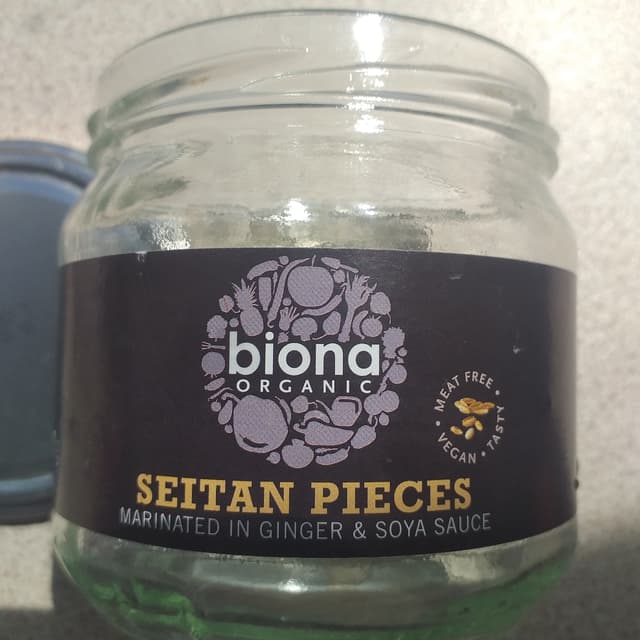 biona
ORGANIC
MEAT FREE • TASTY • VEGAN •
SEITAN PIECES
MARINATED IN GINGER & SOYA SAUCE